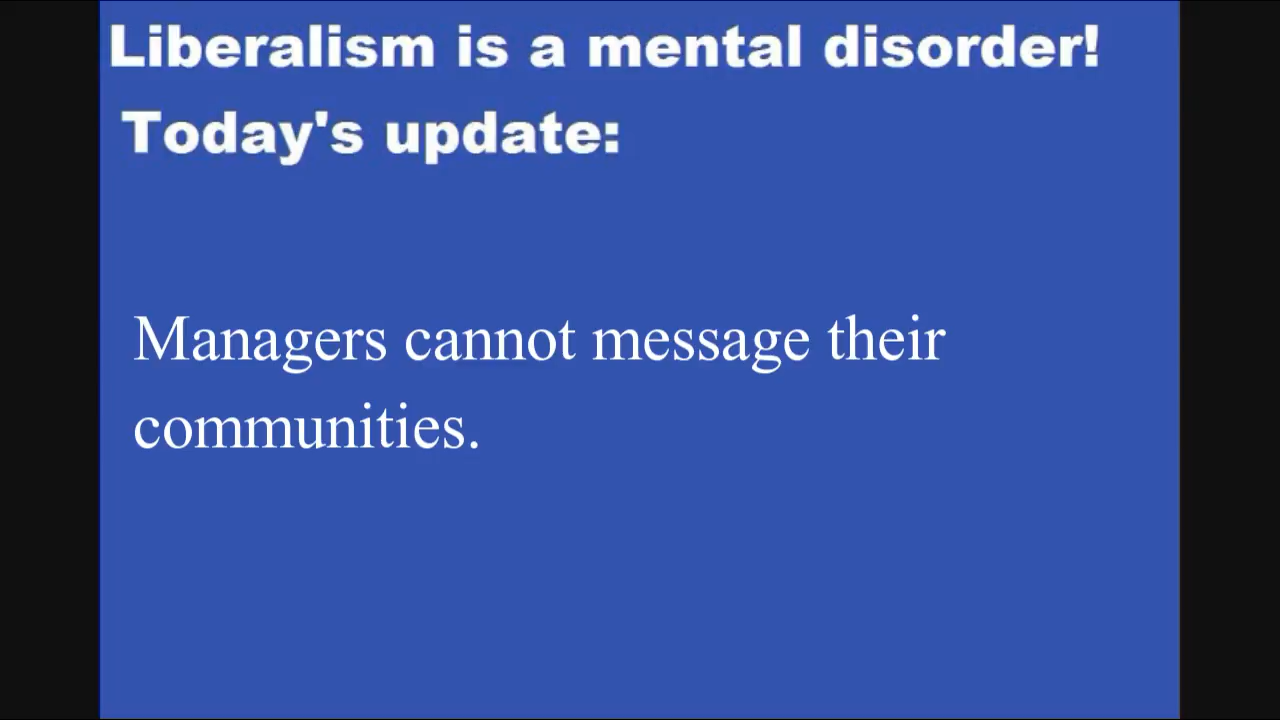 Liberalism is a mental disorder!
Today's update:
Managers cannot message their
communities.